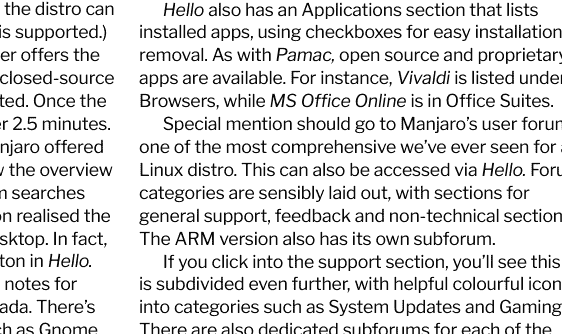 the distro can
is supported.)
er offers the
closed-source
ted. Once the
er 2.5 minutes.
njaro offered
the overview
searches
on realised the
sktop. In fact,
ton in Hello.
notes for
ada. There's
ch as Gnome
Hello also has an Applications section that lists
installed apps, using checkboxes for easy installation
removal. As with Pamac, open source and proprietary
apps are available. For instance, Vivaldi is listed under
Browsers, while MS Office Online is in Office Suites.
Special mention should go to Manjaro's user forum
one of the most comprehensive we've ever seen for a
Linux distro. This can also be accessed via Hello. Foru
categories are sensibly laid out, with sections for
general support, feedback and non-technical section
The ARM version also has its own subforum.
If you click into the support section, you'll see this
is subdivided even further, with helpful colourful icon
into categories such as System Updates and Gaming
There are also dedicated subforums for each of the